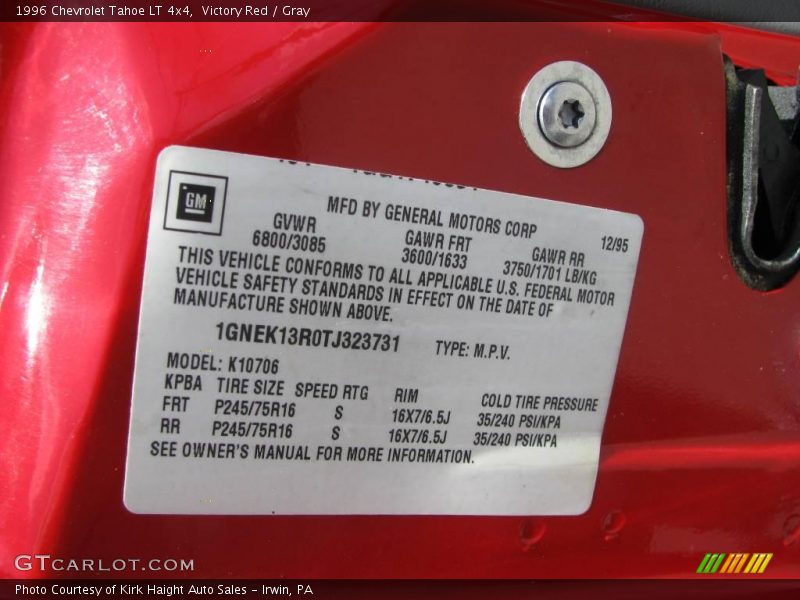 1996 Chevrolet Tahoe LT 4x4, Victory Red / Gray
GM
MFD BY GENERAL MOTORS CORP 12/95
GVWR GAWR FRT GAWR RR
6800/3085 3600/1633 3750/1701 LB/KG
THIS VEHICLE CONFORMS TO ALL APPLICABLE U.S. FEDERAL MOTOR
VEHICLE SAFETY STANDARDS IN EFFECT ON THE DATE OF
MANUFACTURE SHOWN ABOVE.
1GNEK13R0TJ323731 TYPE: M.P.V.
MODEL: K10706
KPBA TIRE SIZE SPEED RTG RIM COLD TIRE PRESSURE
FRT P245/75R16 S 16X7/6.5J 35/240 PSI/KPA
RR P245/75R16 S 16X7/6.5J 35/240 PSI/KPA
SEE OWNER'S MANUAL FOR MORE INFORMATION.
GTCARLOT.COM
Photo Courtesy of Kirk Haight Auto Sales - Irwin, PA